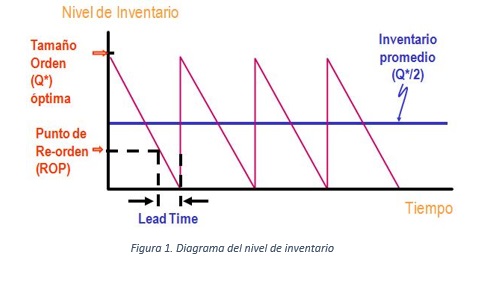 Nivel de Inventario
Tamaño
Orden
(Q*)
óptima
Inventario
promedio
(Q*/2)
Punto de
Re-orden
(ROP)
Lead Time
Tiempo
Figura 1. Diagrama del nivel de inventario